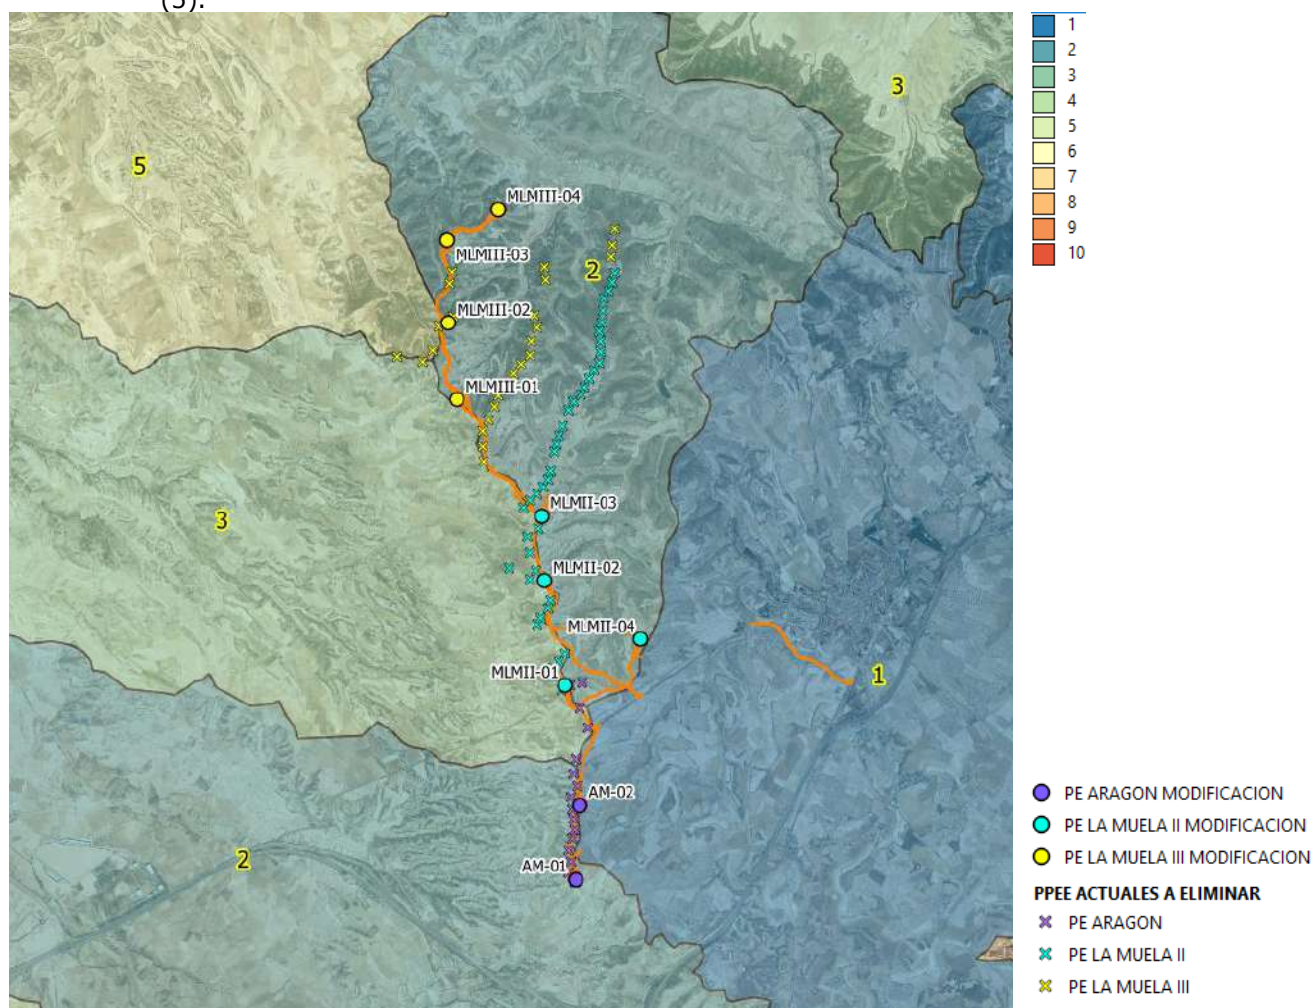 (3).
1
2
3
4
5
6
7
8
9
10
3
5
MLMIII-04
MLMIII-03
2
MLMIII-02
MLMIII-01
MLMII-03
3
MLMII-02
MLMII-04
MLMII-01
1
AM-02
2
AM-01
PE ARAGON MODIFICACION
PE LA MUELA II MODIFICACION
PE LA MUELA III MODIFICACION
PPEE ACTUALES A ELIMINAR
PE ARAGON
PE LA MUELA II
PE LA MUELA III